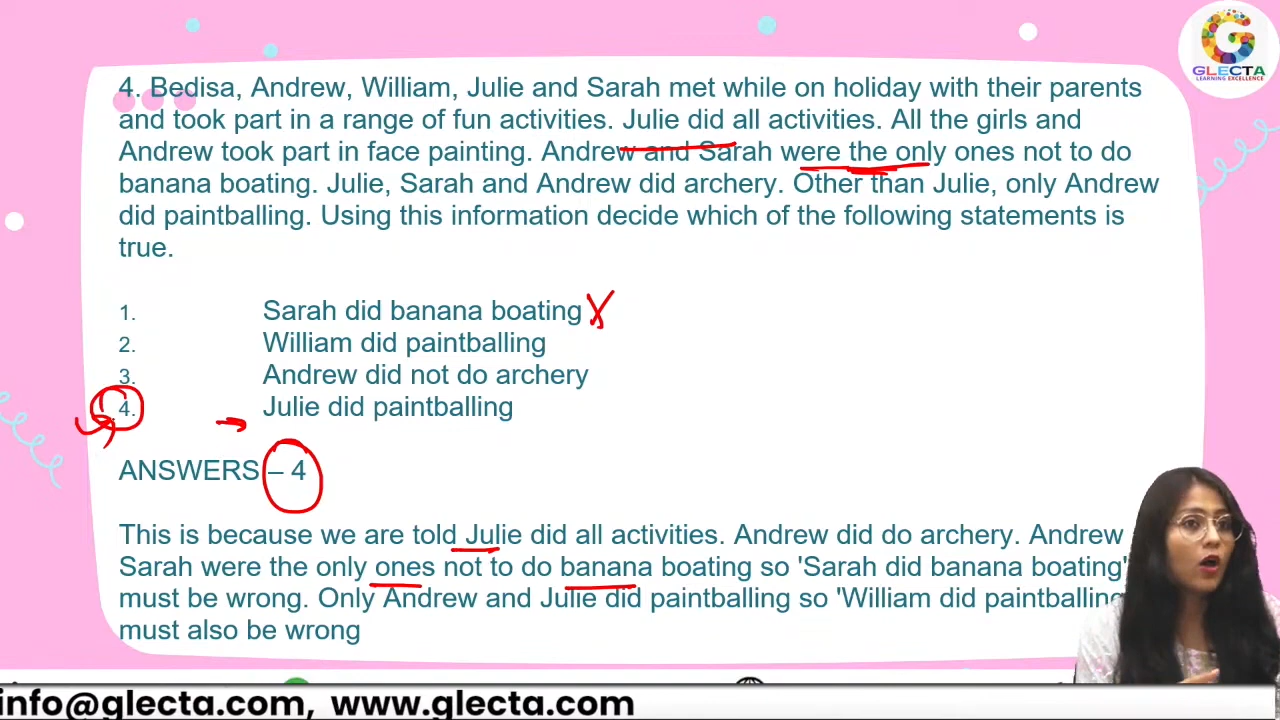 GLECTA
LEARNING EXCELLENCE
4. Bedisa, Andrew, William, Julie and Sarah met while on holiday with their parents
and took part in a range of fun activities. Julie did all activities. All the girls and
Andrew took part in face painting. Andrew and Sarah were the only ones not to do
banana boating. Julie, Sarah and Andrew did archery. Other than Julie, only Andrew
did paintballing. Using this information decide which of the following statements is
true.
1. Sarah did banana boating
2. William did paintballing
3. Andrew did not do archery
4. Julie did paintballing
ANSWERS – 4
This is because we are told Julie did all activities. Andrew did do archery. Andrew
Sarah were the only ones not to do banana boating so 'Sarah did banana boating'
must be wrong. Only Andrew and Julie did paintballing so 'William did paintballing
must also be wrong
info@glecta.com, www.glecta.com